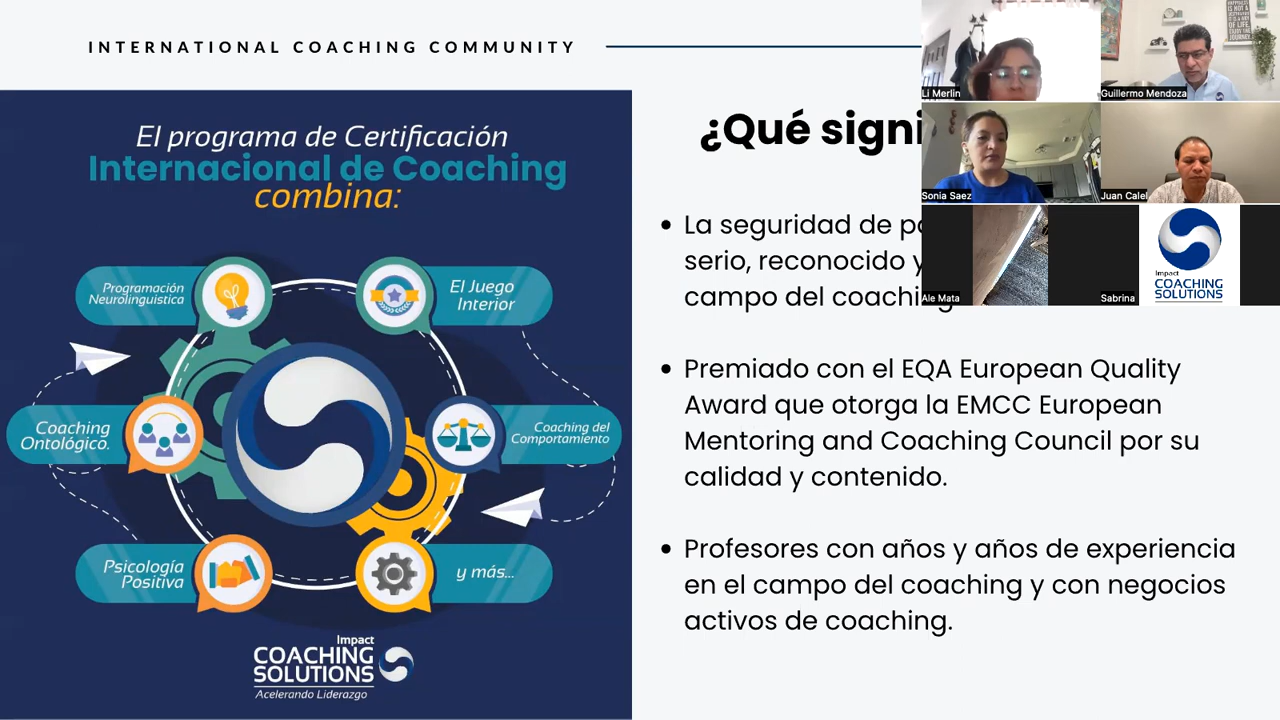 INTERNATIONAL COACHING COMMUNITY
El programa de Certificación
Internacional de Coaching
combina:
Programación
Neurolinguistica
El Juego
Interior
Coaching
Ontológico.
Coaching del
Comportamiento
Psicología
Positiva
y más...
Impact
COACHING
SOLUTIONS
Acelerando Liderazgo
¿Qué signi
La seguridad de
serio, reconocido y
campo del coaching
Premiado con el EQA European Quality
Award que otorga la EMCC European
Mentoring and Coaching Council por su
calidad y contenido.
Profesores con años y años de experiencia
en el campo del coaching y con negocios
activos de coaching.
Li Merlin
Guillermo Mendoza
Sonia Saez
Juan Calel
Ale Mata
Sabrina
Impact
COACHING
SOLUTIONS